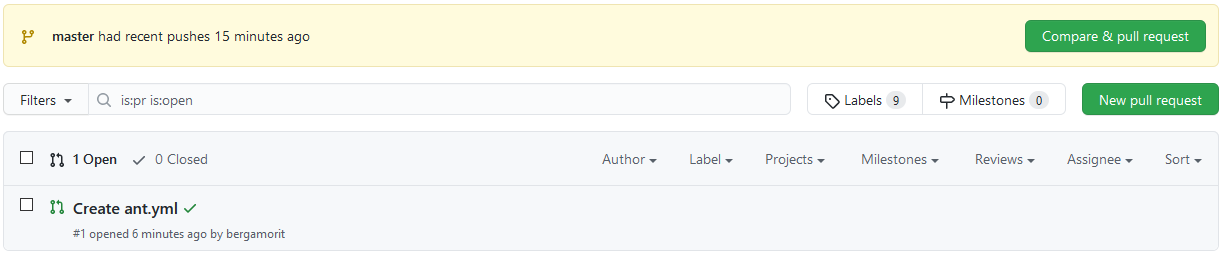 master had recent pushes 15 minutes ago Compare & pull request
Filters is:pr is:open Labels 9 Milestones 0 New pull request
1 Open 0 Closed Author Label Projects Milestones Reviews Assignee Sort
Create ant.yml
#1 opened 6 minutes ago by bergamorit